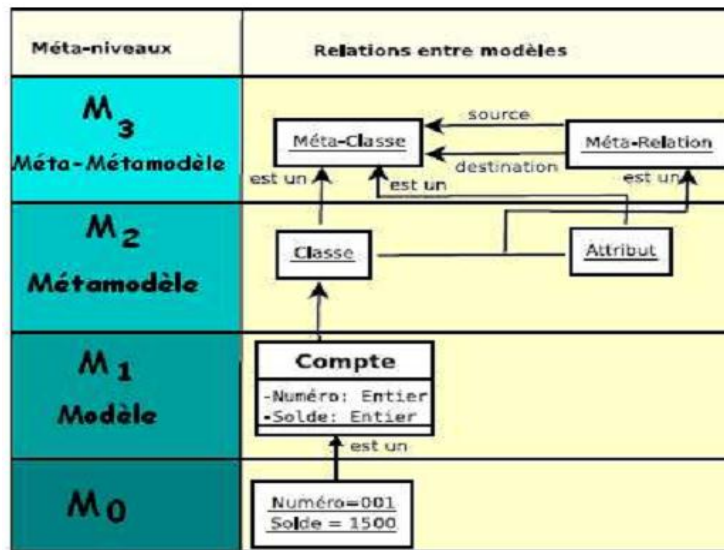 Méta-niveaux
Relations entre modèles
M3
Méta-Métamodèle
source
Méta-Classe
Méta-Relation
destination
est un
est un
est un
M2
Métamodèle
Classe
Attribut
M1
Modèle
Compte
-Numéro: Entier
-Solde: Entier
est un
M0
Numéro=001
Solde = 1500